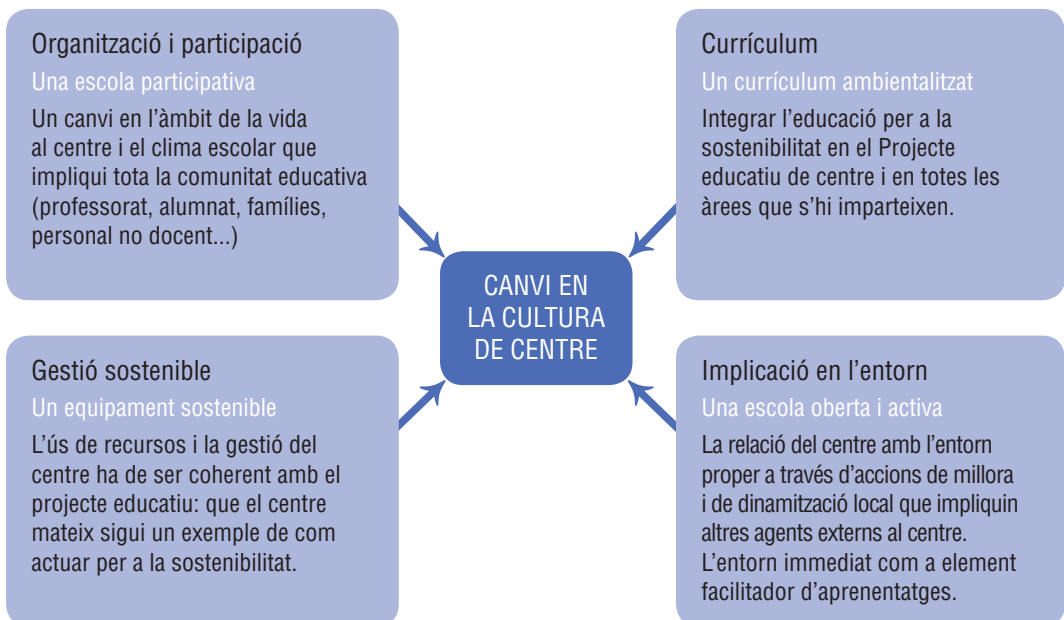 Organització i participació
Una escola participativa
Un canvi en l'àmbit de la vida
al centre i el clima escolar que
impliqui tota la comunitat educativa
(professorat, alumnat, famílies,
personal no docent...)
Currículum
Un currículum ambientalitzat
Integrar l'educació per a la
sostenibilitat en el Projecte
educatiu de centre i en totes les
àrees que s'hi imparteixen.
CANVI EN
LA CULTURA
DE CENTRE
Gestió sostenible
Un equipament sostenible
L'ús de recursos i la gestió del
centre ha de ser coherent amb el
projecte educatiu: que el centre
mateix sigui un exemple de com
actuar per a la sostenibilitat.
Implicació en l'entorn
Una escola oberta i activa
La relació del centre amb l'entorn
proper a través d'accions de millora
i de dinamització local que impliquin
altres agents externs al centre.
L'entorn immediat com a element
facilitador d'aprenentatges.